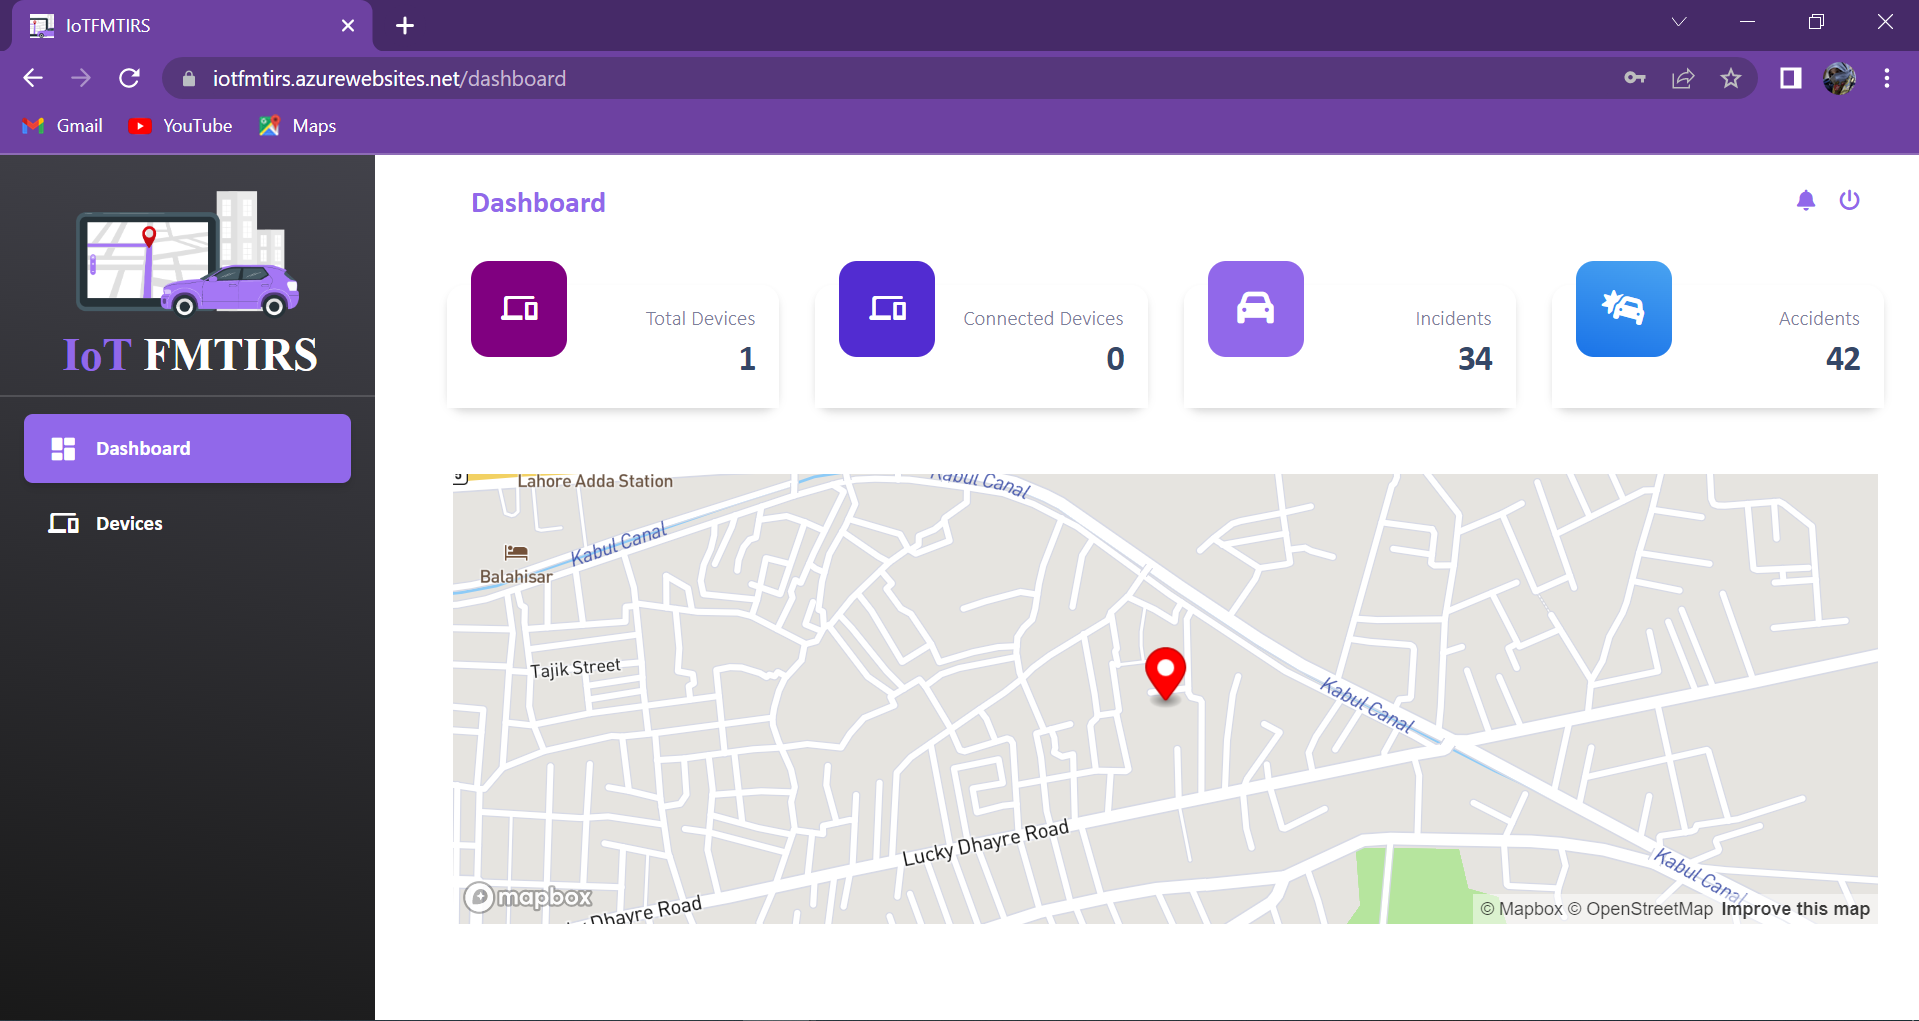 IoTFMTIRS
iotfmtirs.azurewebsites.net/dashboard
Gmail
YouTube
Maps
IoT FMTIRS
Dashboard
Devices
Dashboard
Total Devices
1
Connected Devices
0
Incidents
34
Accidents
42
5
Lahore Adda Station
Kabul Canal
Kabul Canal
Balahisar
Tajik Street
Kabul Canal
Lucky Dhayre Road
Kabul Canal
mapbox
Dhayre Road
© Mapbox © OpenStreetMap Improve this map